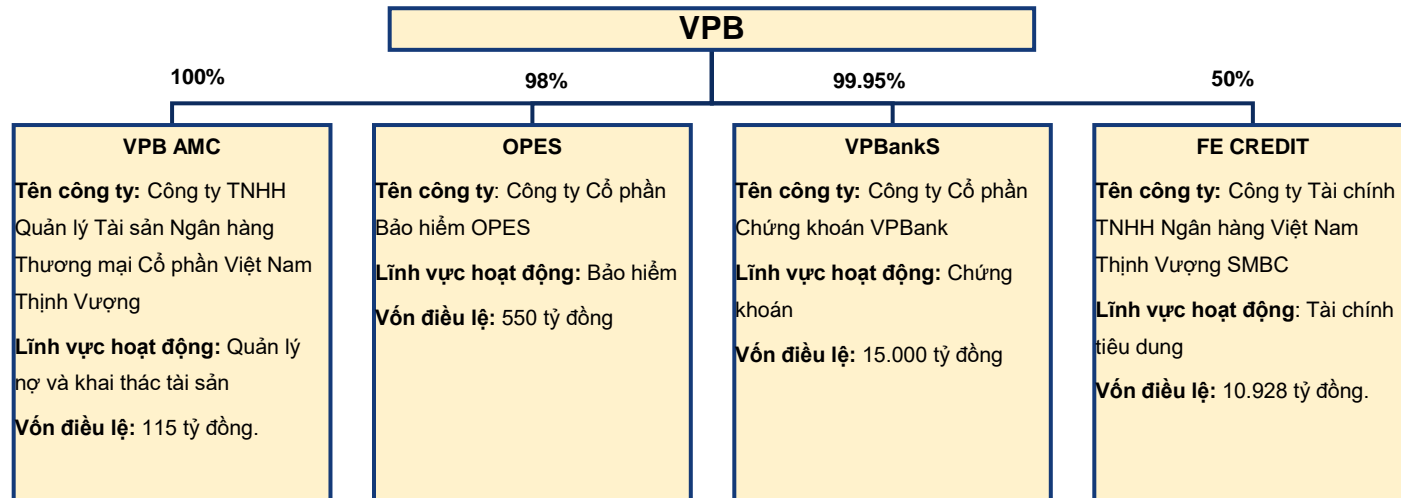 VPB
100%
98%
99.95%
50%
VPB AMC
Tên công ty: Công ty TNHH
Quản lý Tài sản Ngân hàng
Thương mại Cổ phần Việt Nam
Thịnh Vượng
Lĩnh vực hoạt động: Quản lý
nợ và khai thác tài sản
Vốn điều lệ: 115 tỷ đồng.
OPES
Tên công ty: Công ty Cổ phần
Bảo hiểm OPES
Lĩnh vực hoạt động: Bảo hiểm
Vốn điều lệ: 550 tỷ đồng
VPBankS
Tên công ty: Công ty Cổ phần
Chứng khoán VPBank
Lĩnh vực hoạt động: Chứng
khoán
Vốn điều lệ: 15.000 tỷ đồng
FE CREDIT
Tên công ty: Công ty Tài chính
TNHH Ngân hàng Việt Nam
Thịnh Vượng SMBC
Lĩnh vực hoạt động: Tài chính
tiêu dung
Vốn điều lệ: 10.928 tỷ đồng.